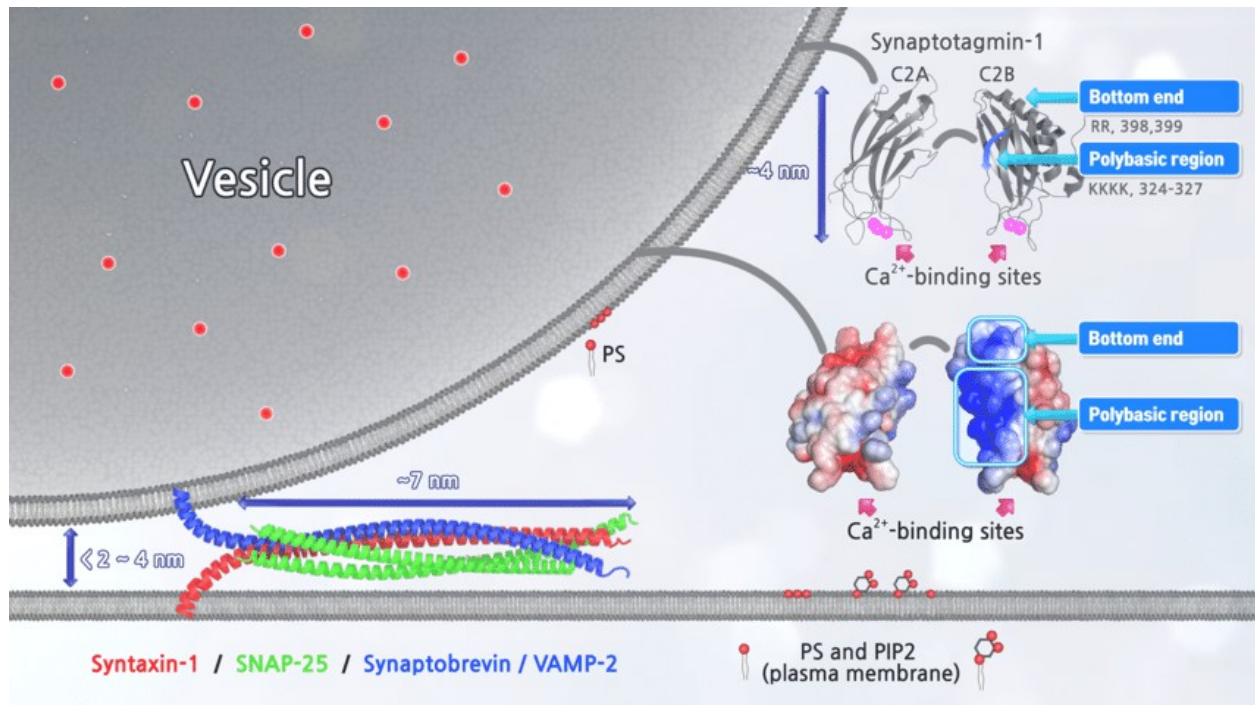 Synaptotagmin-1
C2A
C2B
Bottom end
RR, 398,399
Polybasic region
KKKK, 324-327
~4 nm
Ca²⁺-binding sites
Vesicle
PS
Bottom end
Polybasic region
Ca²⁺-binding sites
~7 nm
< 2 ~ 4 nm
Syntaxin-1 / SNAP-25 / Synaptobrevin / VAMP-2
PS and PIP2
(plasma membrane)